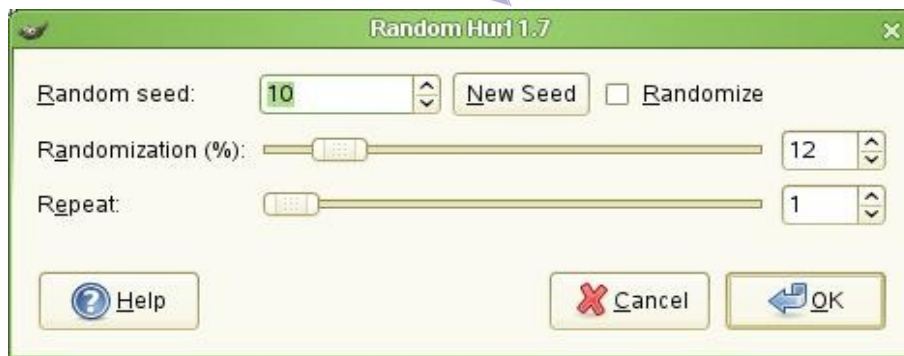 Random Hurl 1.7
Random seed: 10 New Seed Randomize
Randomization (%): 12
Repeat: 1
Help Cancel OK